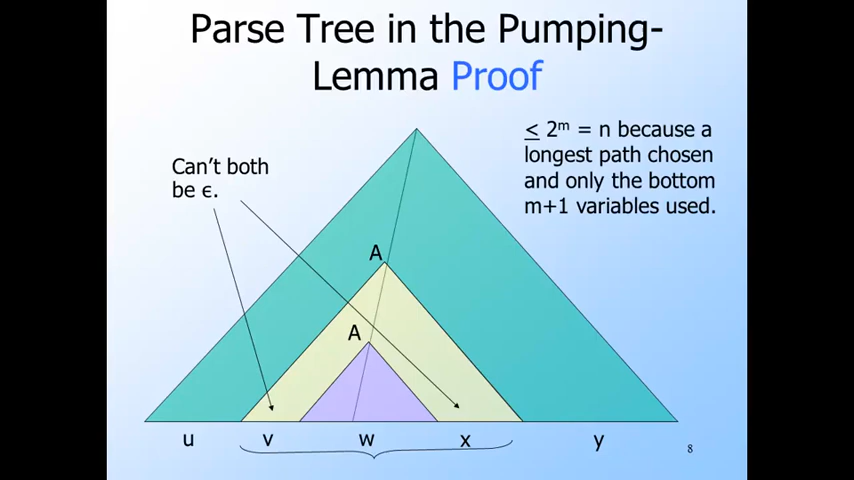 Parse Tree in the Pumping-
Lemma Proof
≤ 2ᵐ = n because a
longest path chosen
and only the bottom
m+1 variables used.
Can't both
be ϵ.
A
A
u v w x y
8